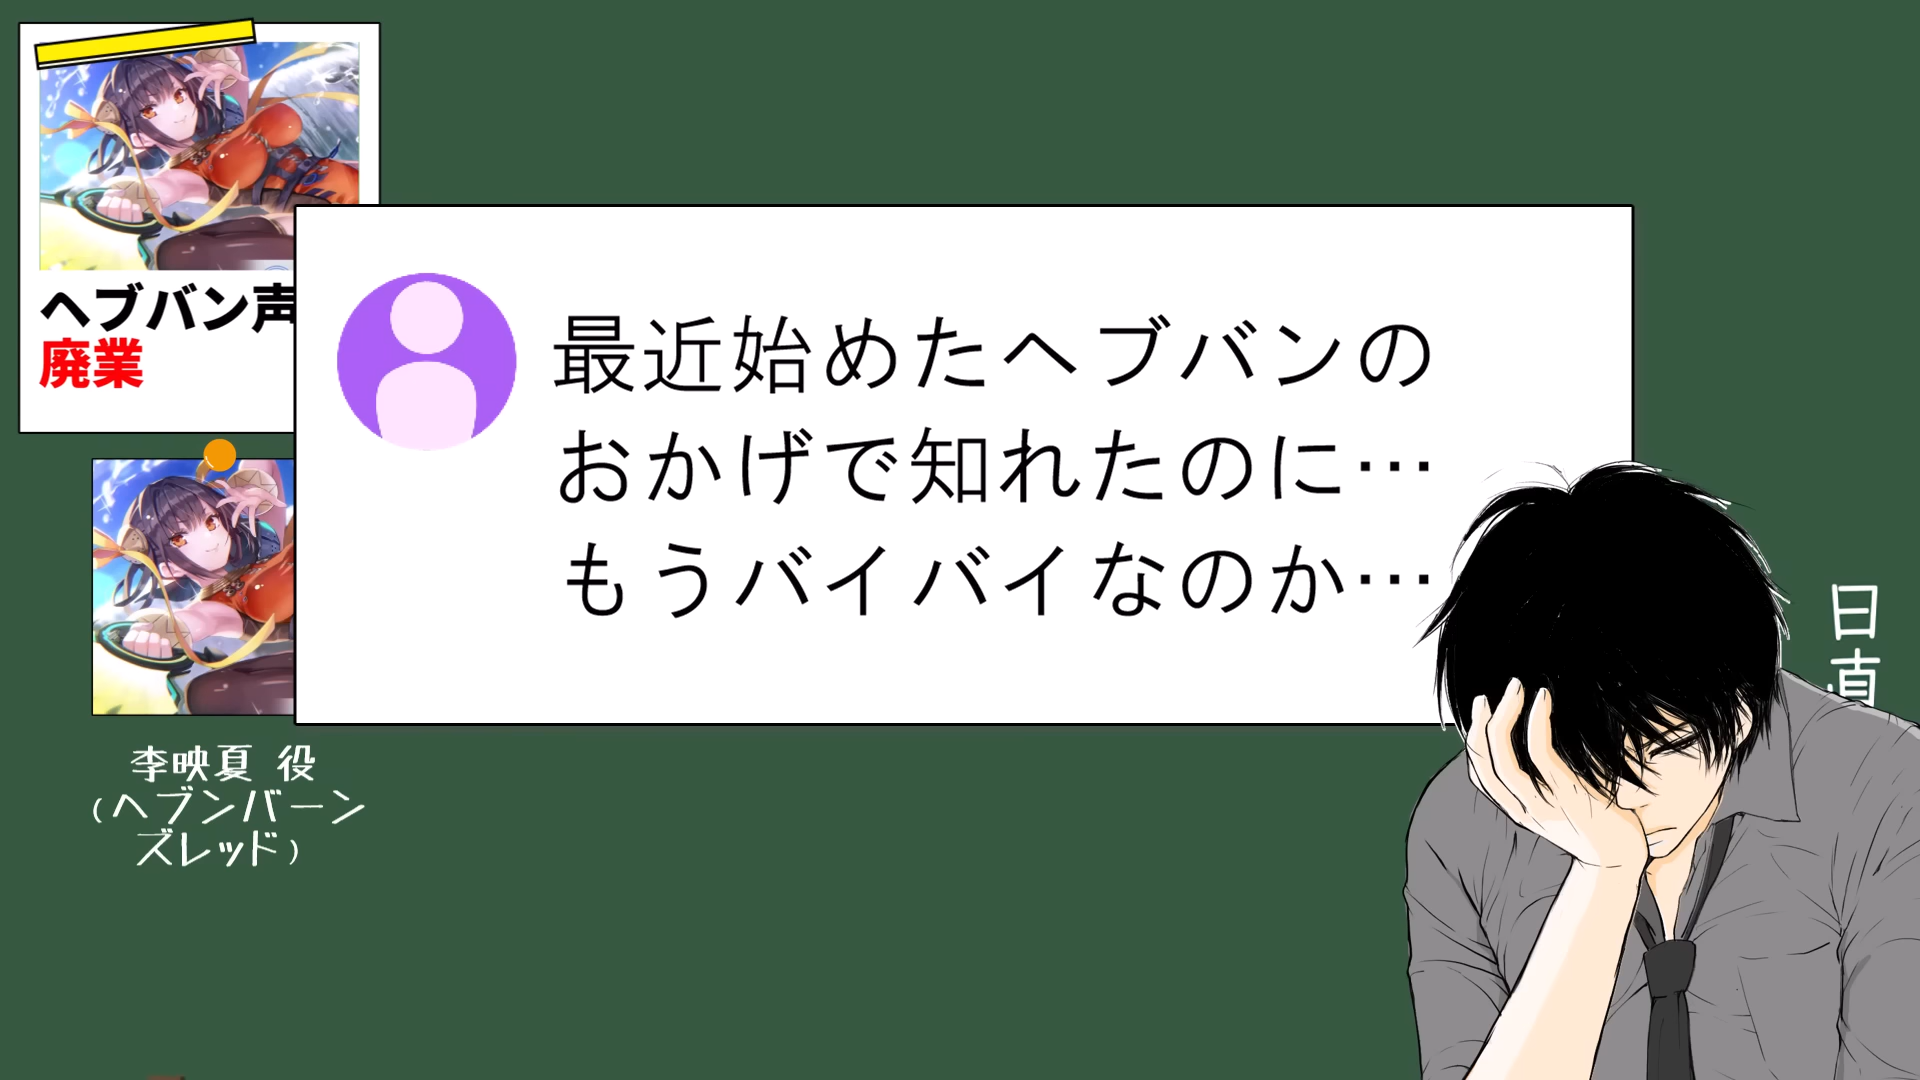 ヘブバン声
廃業
最近始めたヘブバンの
おかげで知れたのに…
もうバイバイなのか…
李映夏 役
(ヘブンバーン
ズレッド)
日直